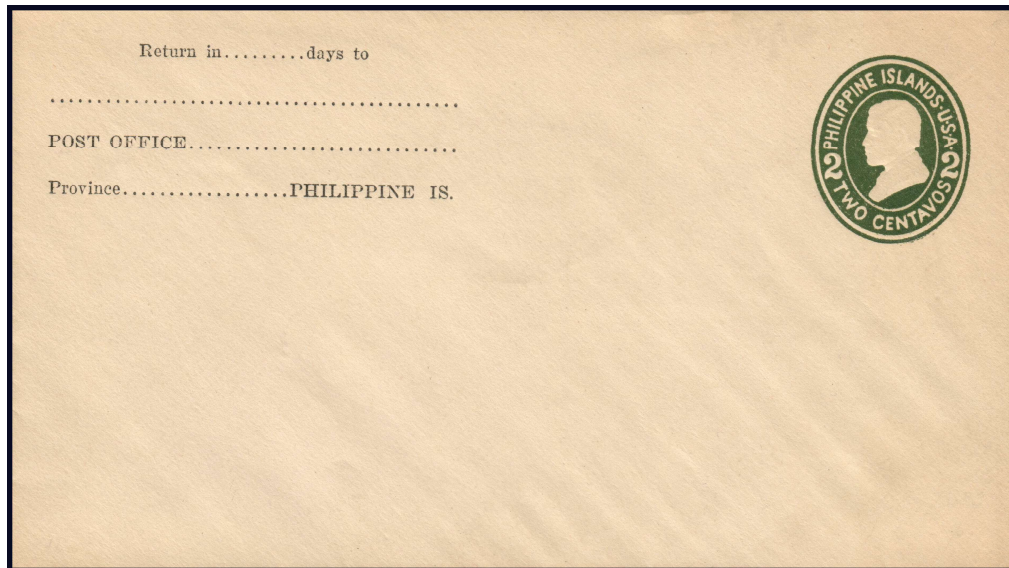 Return in.........days to
POST OFFICE.............................
Province..................PHILIPPINE IS.
PHILIPPINE ISLANDS·U·S·A·
2 2
TWO CENTAVOS